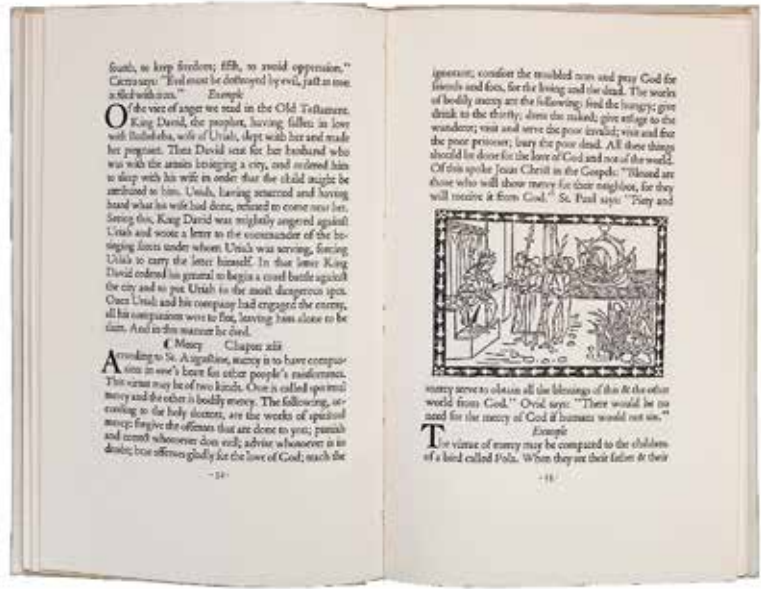 fourth, to keep freedom; fifth, to avoid oppression."
Cicero says: "Evil must be destroyed by evil, just as iron
is filed with iron." Example
Of the vice of anger we read in the Old Testament.
King David, the prophet, having fallen in love
with Bathsheba, wife of Uriah, slept with her and made
her pregnant. Then David sent for her husband who
was with the armies besieging a city, and ordered him
to sleep with his wife in order that the child might be
attributed to him. Uriah, having returned and having
heard what his wife had done, refused to come near her.
Seeing this, King David was mightily angered against
Uriah and wrote a letter to the commander of the be-
sieging forces under whom Uriah was serving, forcing
Uriah to carry the letter himself. In that letter King
David ordered his general to begin a cruel battle against
the city and to put Uriah in the most dangerous spot.
Once Uriah and his company had engaged the enemy,
all his companions were to flee, leaving him alone to be
slain. And in this manner he died.
Mercy Chapter xiii
According to St. Augustine, mercy is to have compas-
sion in one's heart for other people's misfortunes.
This virtue may be of two kinds. One is called spiritual
mercy and the other is bodily mercy. The following, ac-
cording to the holy doctors, are the works of spiritual
mercy: forgive the offenses that are done to you; punish
and correct whosoever does evil; advise whosoever is in
doubt; bear offenses gladly for the love of God; teach the
ignorant; comfort the troubled ones and pray God for
friends and foes, for the living and the dead. The works
of bodily mercy are the following: feed the hungry; give
drink to the thirsty; dress the naked; give refuge to the
wanderer; visit and serve the poor invalid; visit and free
the poor prisoner; bury the poor dead. All these things
should be done for the love of God and not of the world.
Of this spoke Jesus Christ in the Gospels: "Blessed are
those who will show mercy for their neighbor, for they
will receive it from God." St. Paul says: "Piety and
mercy serve to obtain all the blessings of this & the other
world from God." Ovid says: "There would be no
need for the mercy of God if humans would not sin."
Example
The virtue of mercy may be compared to the children
of a bird called Pola. When they see their father & their